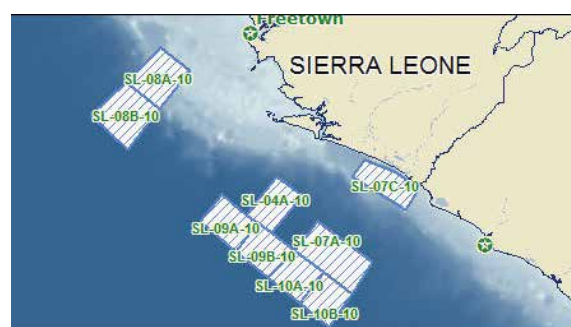 Freetown
SIERRA LEONE
SL-08A-10
SL-08B-10
SL-07C-10
SL-04A-10
SL-09A-10
SL-07A-10
SL-09B-10
SL-10A-10
SL-10B-10